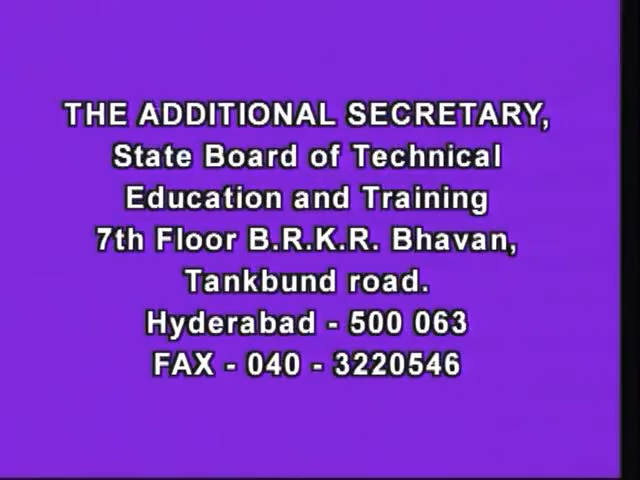 THE ADDITIONAL SECRETARY,
State Board of Technical
Education and Training
7th Floor B.R.K.R. Bhavan,
Tankbund road.
Hyderabad - 500 063
FAX - 040 - 3220546